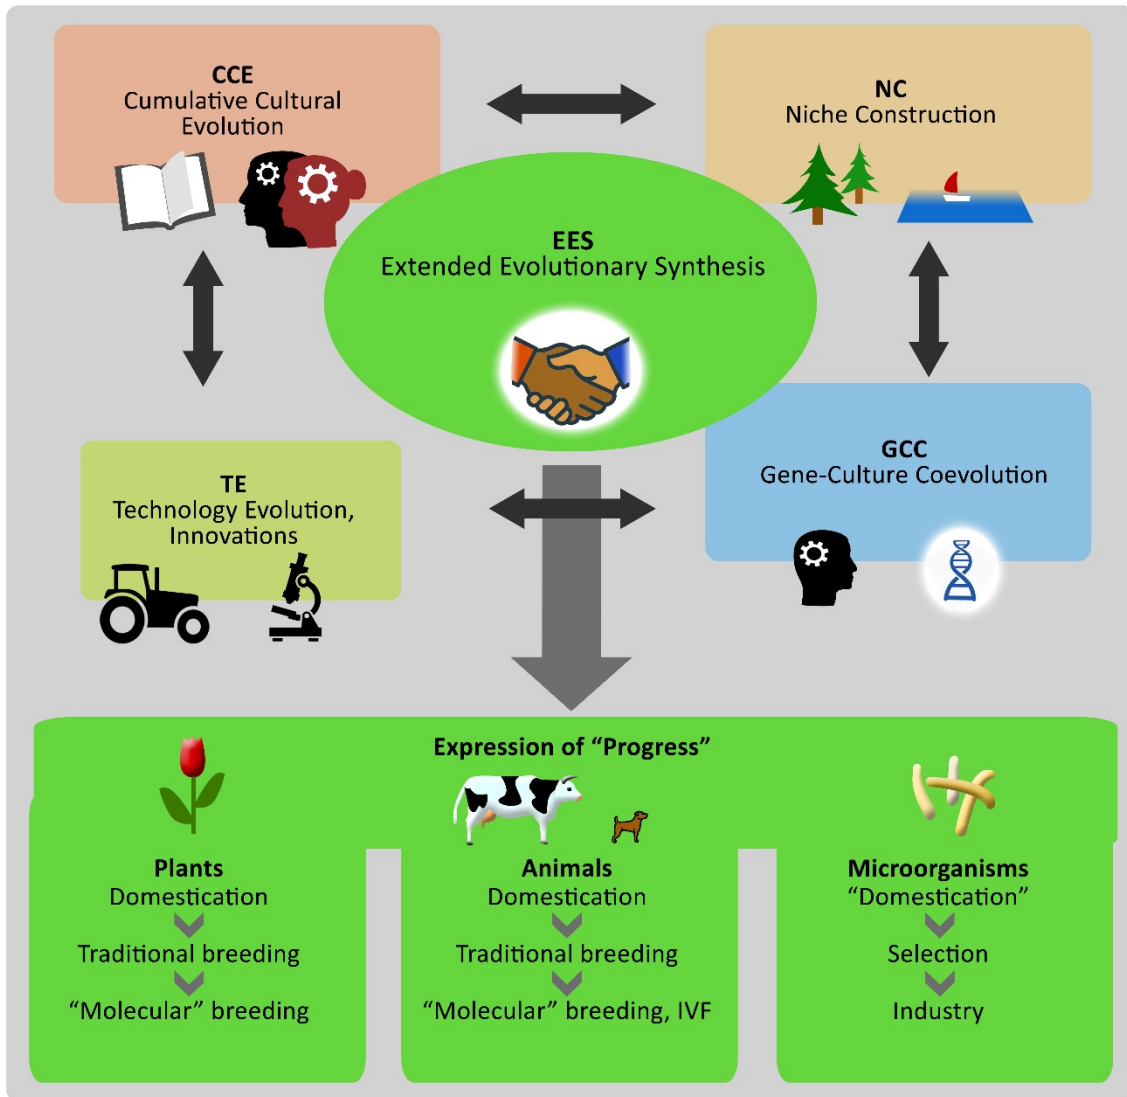 CCE
Cumulative Cultural
Evolution
NC
Niche Construction
EES
Extended Evolutionary Synthesis
TE
Technology Evolution,
Innovations
GCC
Gene-Culture Coevolution
Expression of “Progress”
Plants
Domestication
Traditional breeding
“Molecular” breeding
Animals
Domestication
Traditional breeding
“Molecular” breeding, IVF
Microorganisms
“Domestication”
Selection
Industry